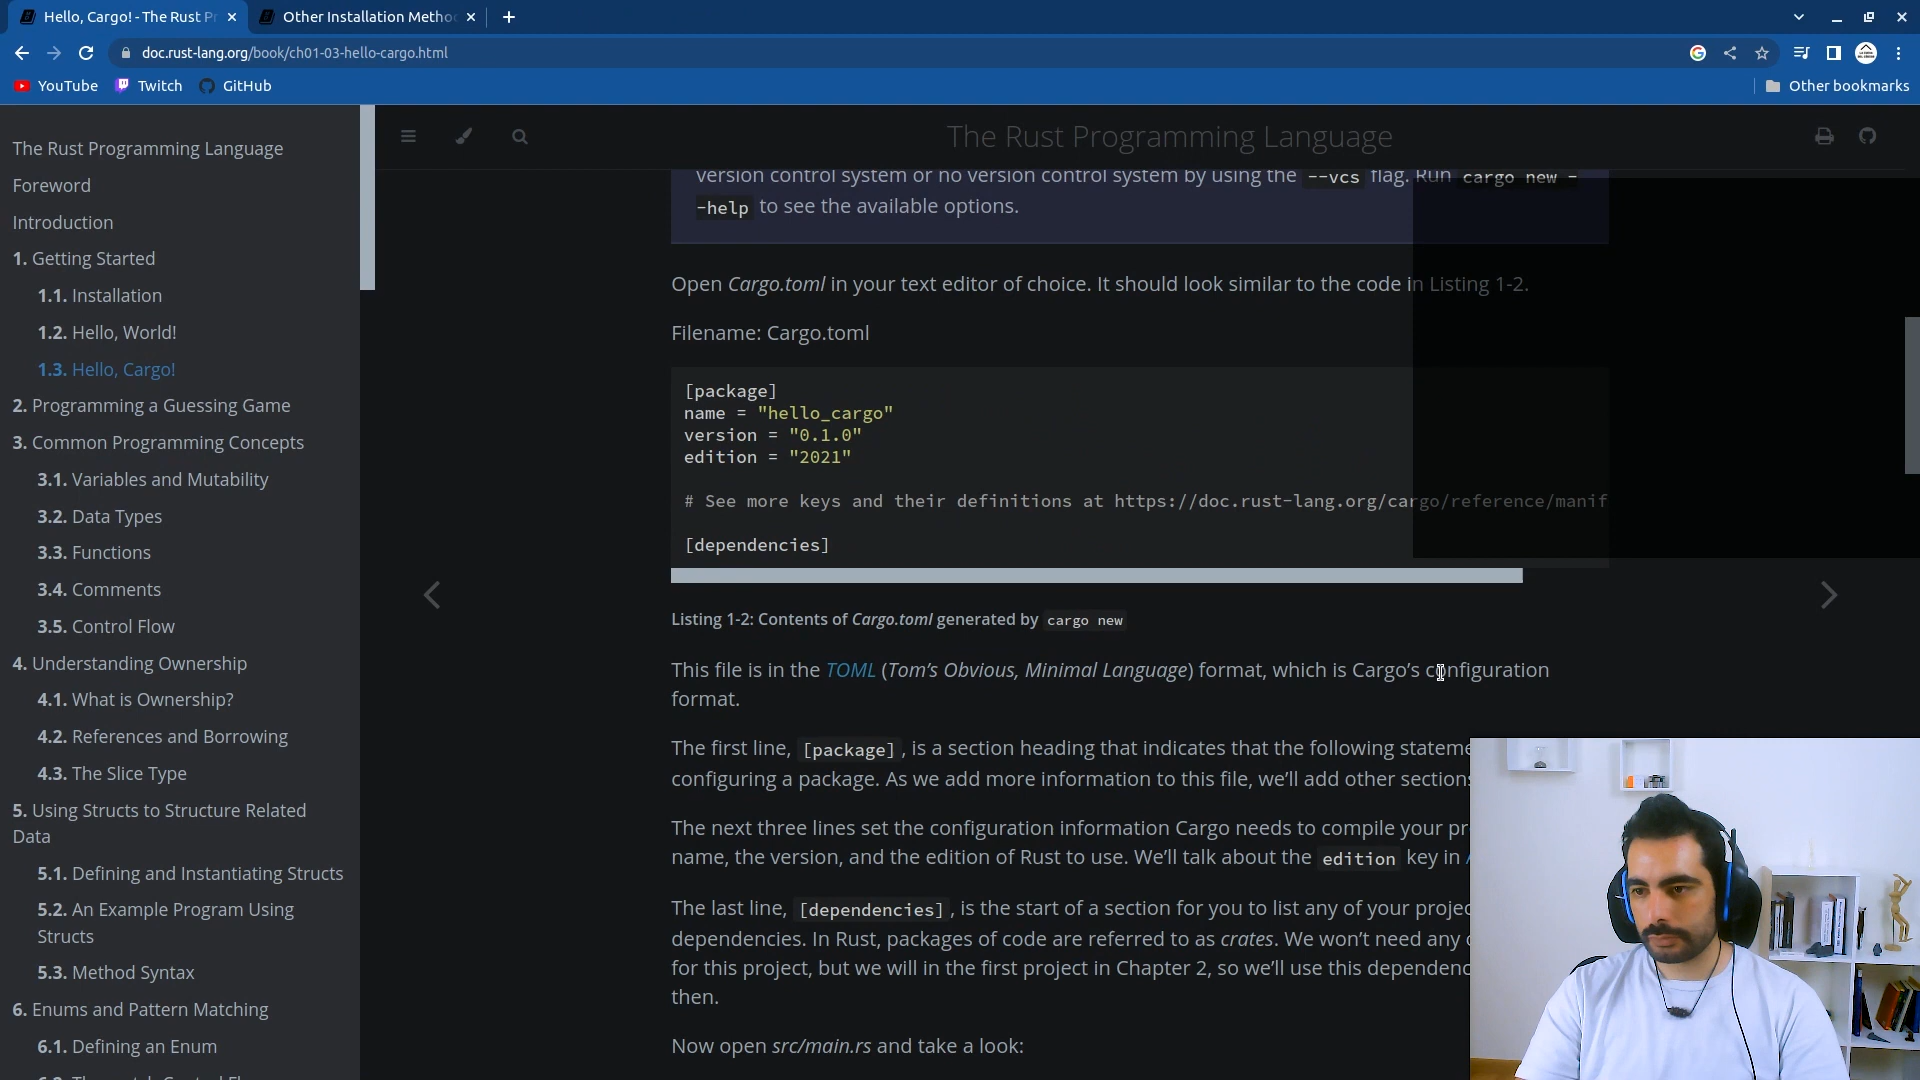 Hello, Cargo! - The Rust Pr
Other Installation Metho
doc.rust-lang.org/book/ch01-03-hello-cargo.html
YouTube
Twitch
GitHub
Other bookmarks
The Rust Programming Language
Foreword
Introduction
1. Getting Started
1.1. Installation
1.2. Hello, World!
1.3. Hello, Cargo!
2. Programming a Guessing Game
3. Common Programming Concepts
3.1. Variables and Mutability
3.2. Data Types
3.3. Functions
3.4. Comments
3.5. Control Flow
4. Understanding Ownership
4.1. What is Ownership?
4.2. References and Borrowing
4.3. The Slice Type
5. Using Structs to Structure Related
Data
5.1. Defining and Instantiating Structs
5.2. An Example Program Using
Structs
5.3. Method Syntax
6. Enums and Pattern Matching
6.1. Defining an Enum
The Rust Programming Language
version control system or no version control system by using the --vcs flag. Run cargo new -
-help to see the available options.
Open Cargo.toml in your text editor of choice. It should look similar to the code in Listing 1-2.
Filename: Cargo.toml
[package]
name = "hello_cargo"
version = "0.1.0"
edition = "2021"
# See more keys and their definitions at https://doc.rust-lang.org/cargo/reference/manif
[dependencies]
Listing 1-2: Contents of Cargo.toml generated by cargo new
This file is in the TOML (Tom’s Obvious, Minimal Language) format, which is Cargo’s configuration
format.
The first line, [package], is a section heading that indicates that the following stateme
configuring a package. As we add more information to this file, we’ll add other sections
The next three lines set the configuration information Cargo needs to compile your pr
name, the version, and the edition of Rust to use. We’ll talk about the edition key in
The last line, [dependencies], is the start of a section for you to list any of your projec
dependencies. In Rust, packages of code are referred to as crates. We won’t need any
for this project, but we will in the first project in Chapter 2, so we’ll use this dependenc
then.
Now open src/main.rs and take a look: